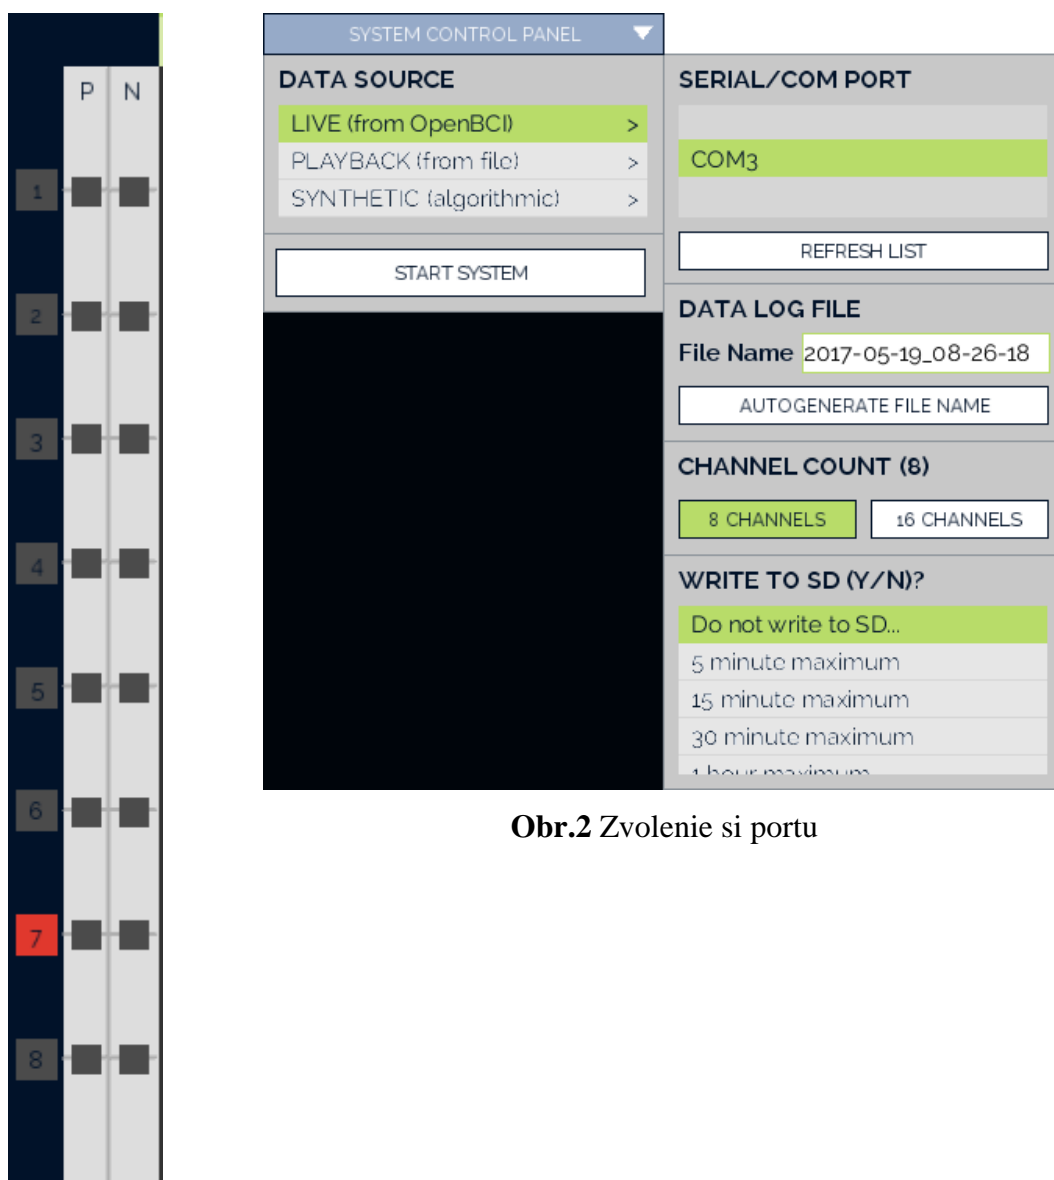 P N
1
2
3
4
5
6
7
8
SYSTEM CONTROL PANEL
DATA SOURCE
LIVE (from OpenBCI) >
PLAYBACK (from file) >
SYNTHETIC (algorithmic) >
START SYSTEM
SERIAL/COM PORT
COM3
REFRESH LIST
DATA LOG FILE
File Name 2017-05-19_08-26-18
AUTOGENERATE FILE NAME
CHANNEL COUNT (8)
8 CHANNELS 16 CHANNELS
WRITE TO SD (Y/N)?
Do not write to SD...
5 minute maximum
15 minute maximum
30 minute maximum
1 hour maximum
Obr.2 Zvolenie si portu